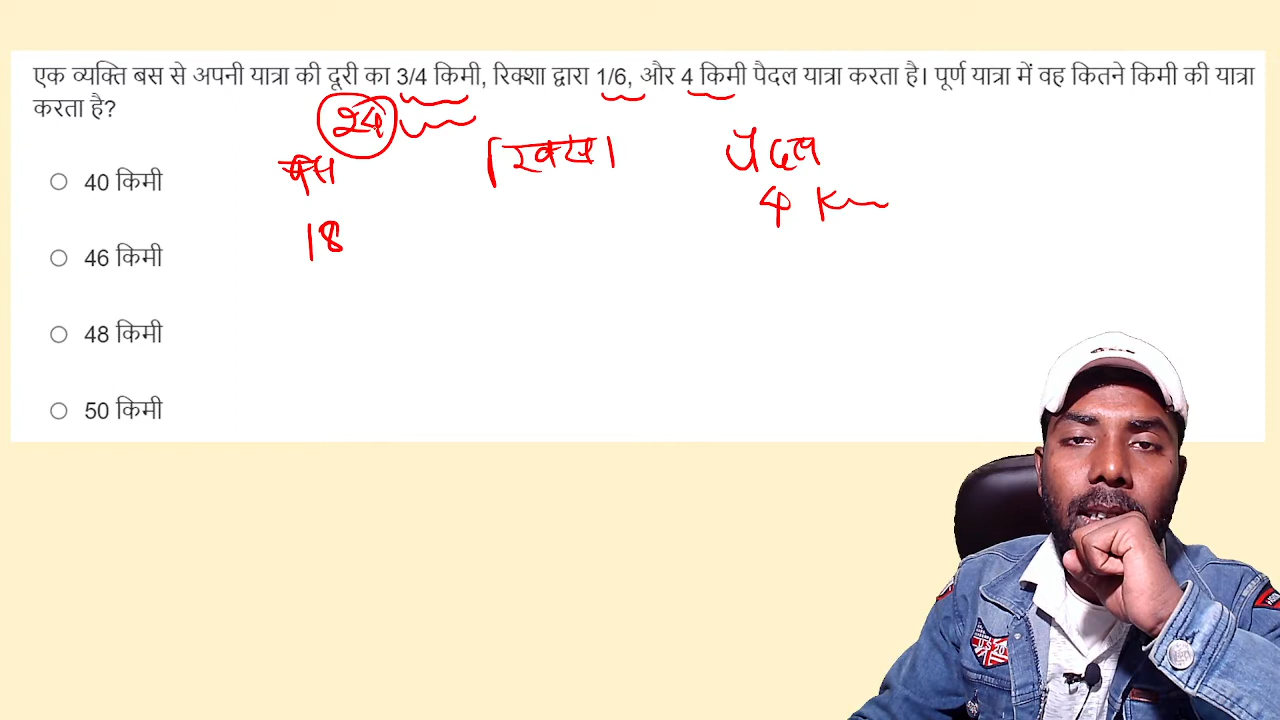 एक व्यक्ति बस से अपनी यात्रा की दूरी का 3/4 किमी, रिक्शा द्वारा 1/6, और 4 किमी पैदल यात्रा करता है। पूर्ण यात्रा में वह कितने किमी की यात्रा
करता है?
24
बस रिक्सा पैदल
18 4 Km
40 किमी
46 किमी
48 किमी
50 किमी